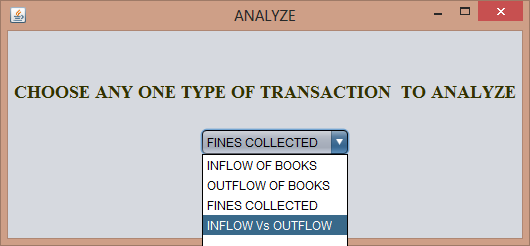 ANALYZE
CHOOSE ANY ONE TYPE OF TRANSACTION  TO ANALYZE
FINES COLLECTED
INFLOW OF BOOKS
OUTFLOW OF BOOKS
FINES COLLECTED
INFLOW Vs OUTFLOW